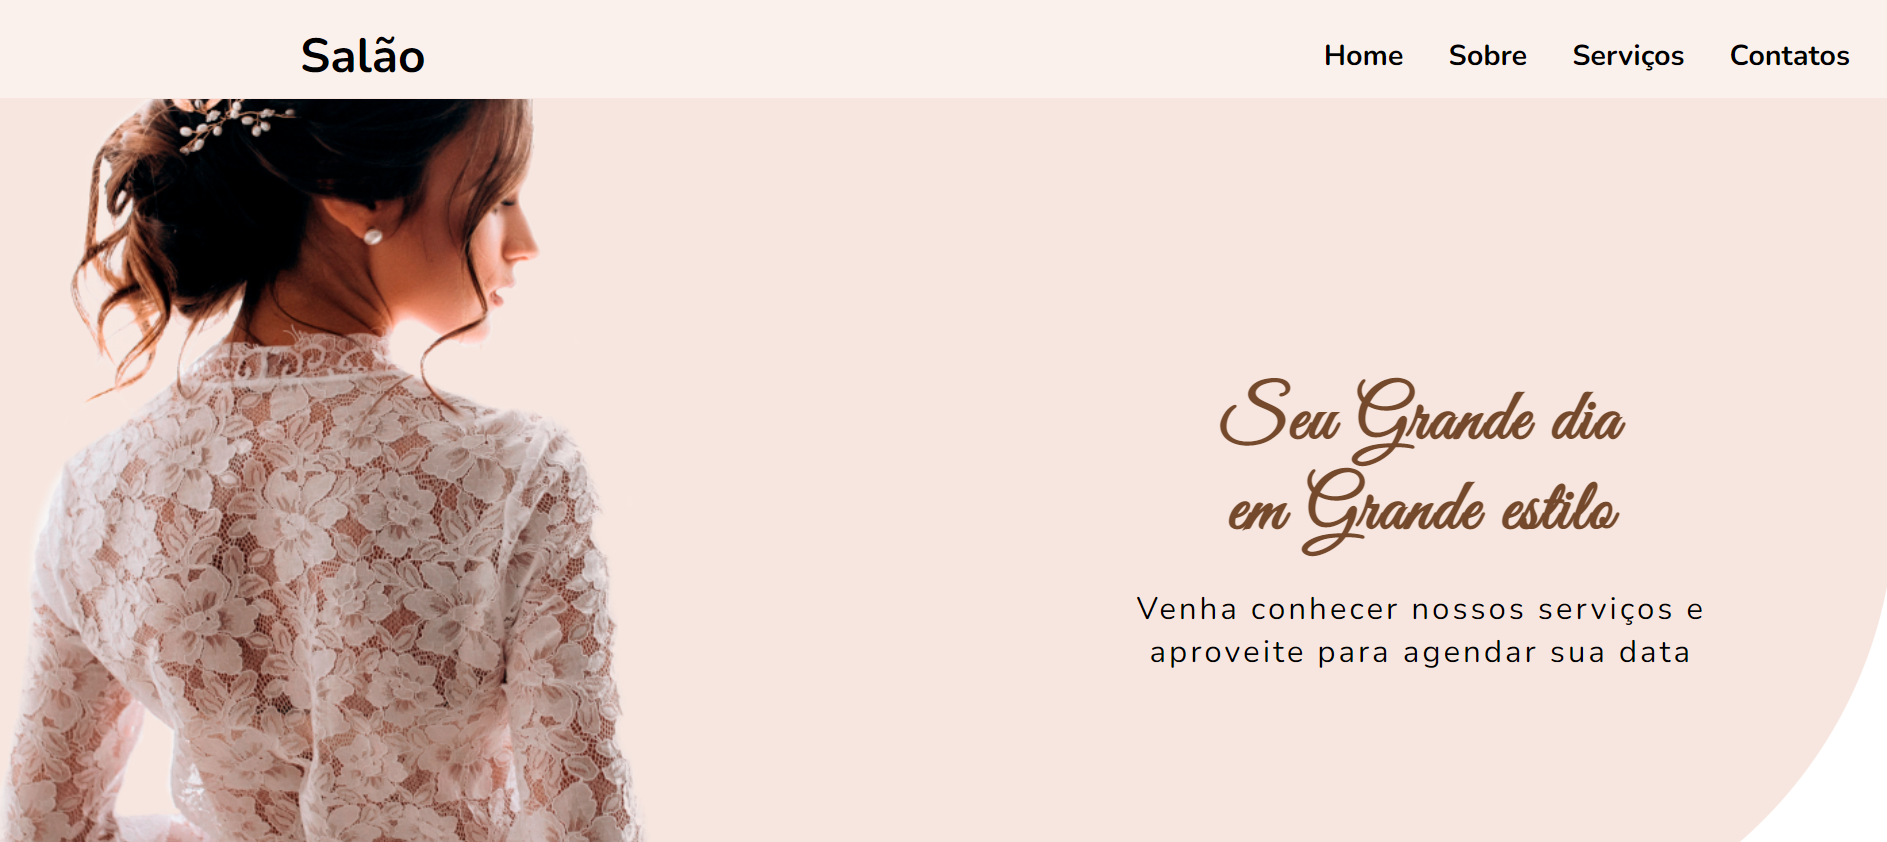 Salão
Home Sobre Serviços Contatos
Seu Grande dia
em Grande estilo
Venha conhecer nossos serviços e
aproveite para agendar sua data